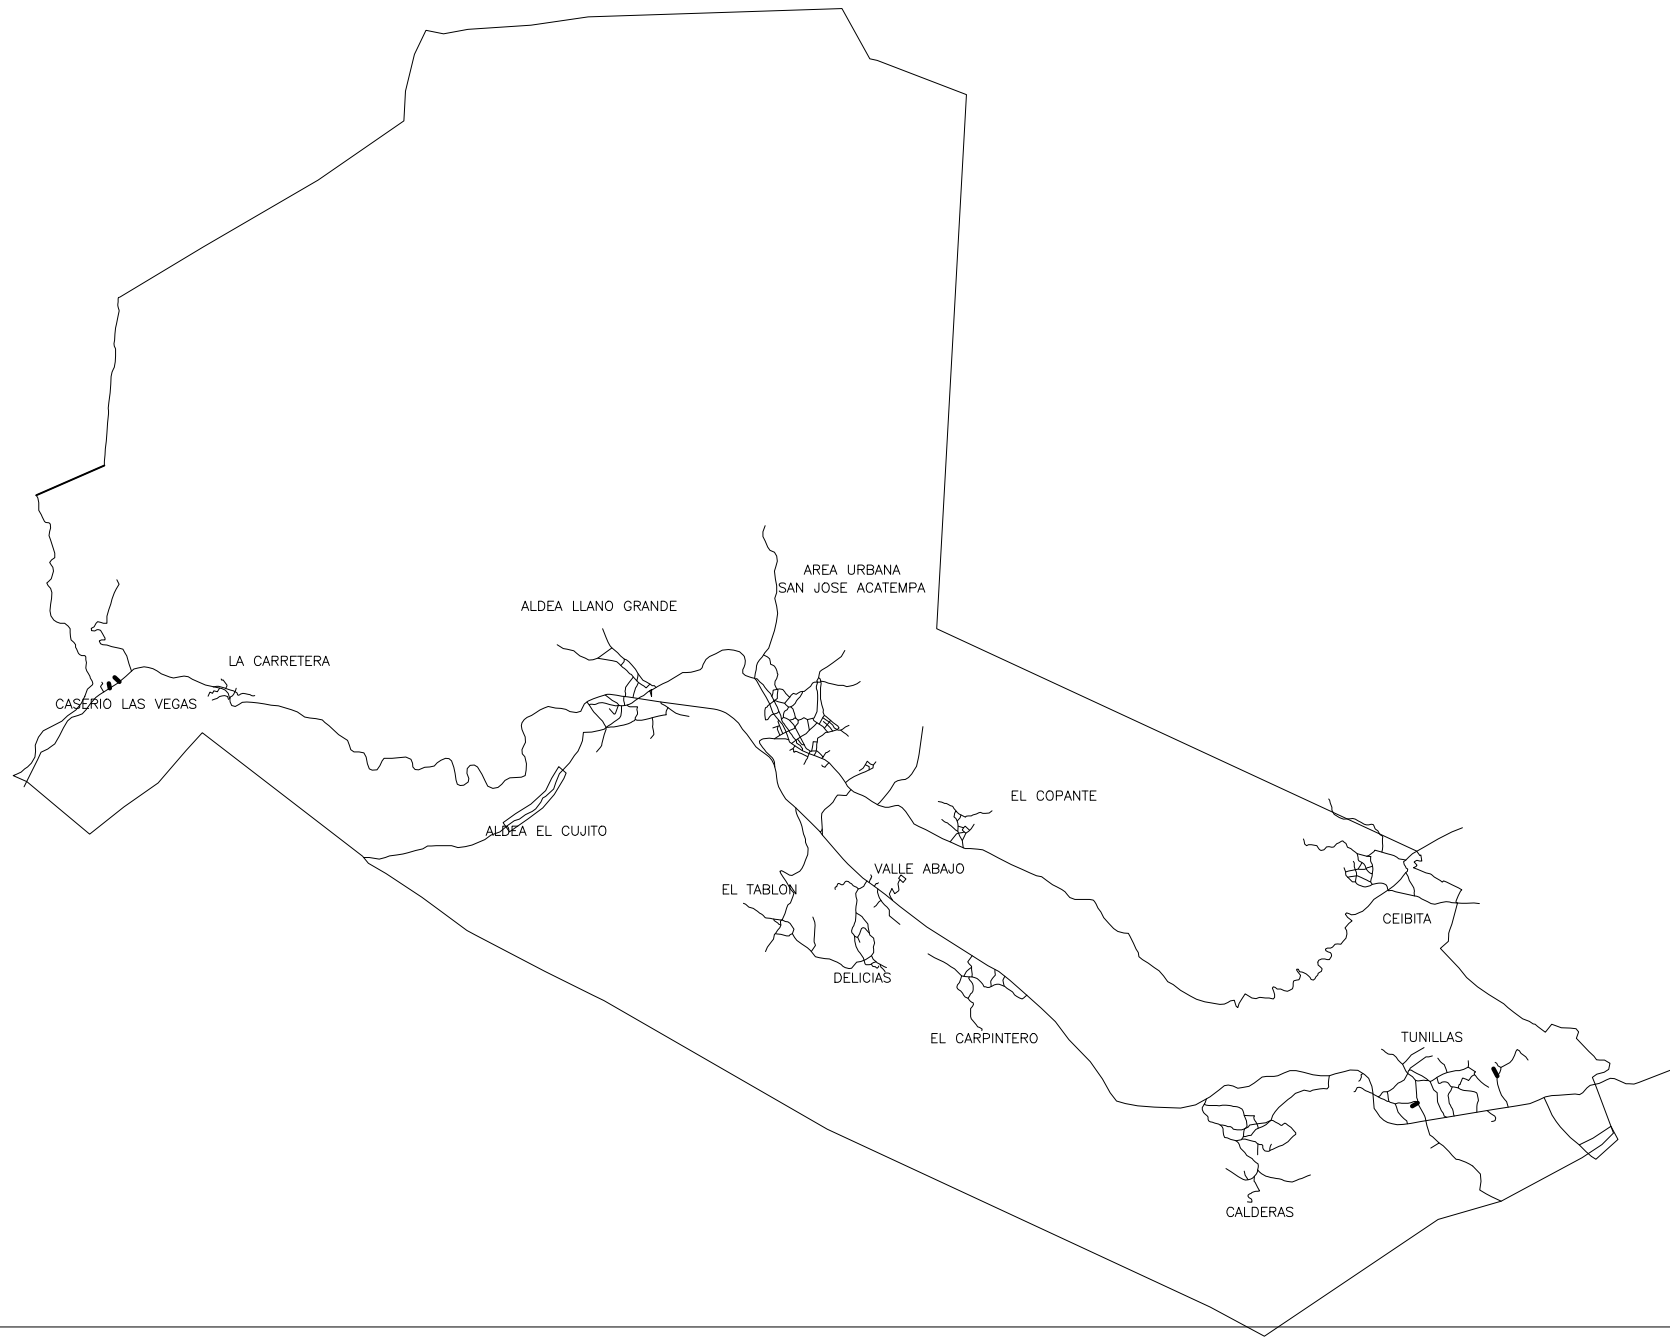 AREA URBANA
SAN JOSE ACATEMPA
ALDEA LLANO GRANDE
LA CARRETERA
CASERIO LAS VEGAS
EL COPANTE
ALDEA EL CUJITO
VALLE ABAJO
EL TABLON
CEIBITA
DELICIAS
EL CARPINTERO
TUNILLAS
CALDERAS